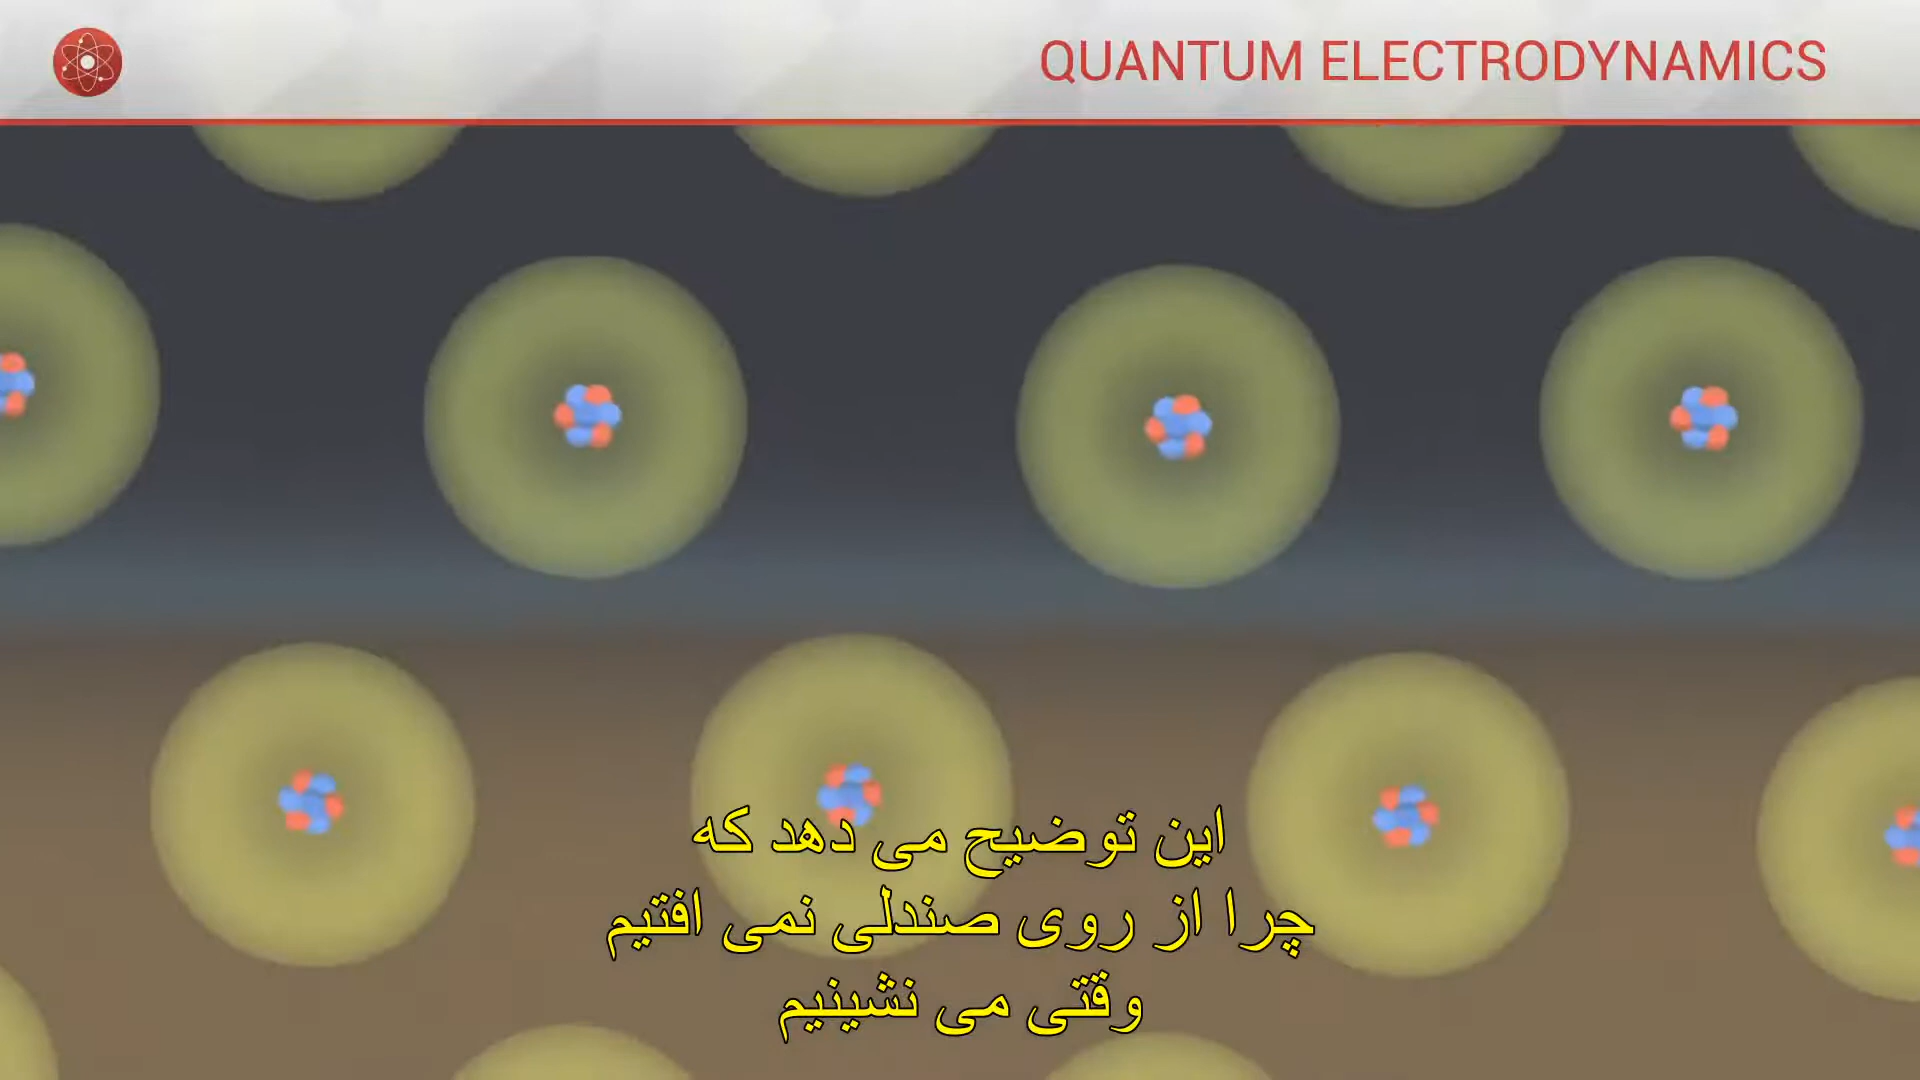 QUANTUM ELECTRODYNAMICS
این توضیح می دهد که
چرا از روی صندلی نمی افتیم
وقتی می نشینیم